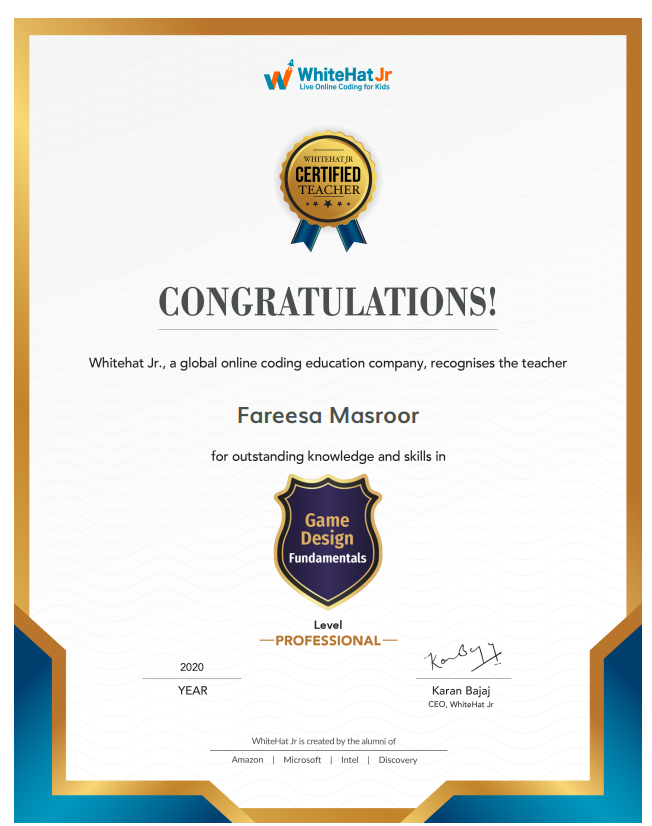 WhiteHat Jr
Live Online Coding for Kids
WHITEHAT JR
CERTIFIED
TEACHER
CONGRATULATIONS!
Whitehat Jr., a global online coding education company, recognises the teacher
Fareesa Masroor
for outstanding knowledge and skills in
Game
Design
Fundamentals
Level
PROFESSIONAL
2020
YEAR
Karan Bajaj
CEO, WhiteHat Jr
WhiteHat Jr is created by the alumni of
Amazon | Microsoft | Intel | Discovery